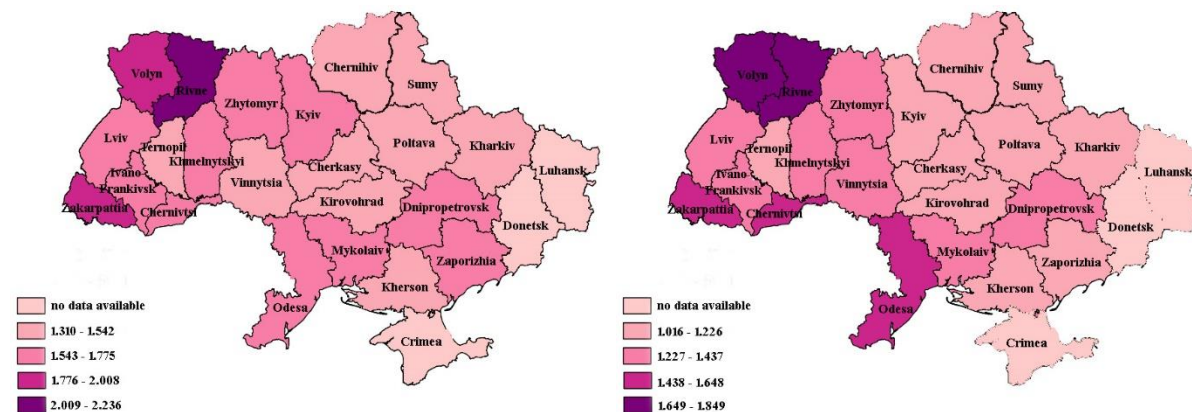 Volyn
Rivne
Zhytomyr
Kyiv
Chernihiv
Sumy
Lviv
Ternopil
Khmelnytskyi
Vinnytsia
Cherkasy
Poltava
Kharkiv
Luhansk
Ivano
Frankivsk
Zakarpattia
Chernivtsi
Kirovohrad
Dnipropetrovsk
Donetsk
Mykolaiv
Zaporizhia
Kherson
Odesa
Crimea
no data available
1.310 - 1.542
1.543 - 1.775
1.776 - 2.008
2.009 - 2.236
Volyn
Rivne
Zhytomyr
Kyiv
Chernihiv
Sumy
Lviv
Ternopil
Khmelnytskyi
Vinnytsia
Cherkasy
Poltava
Kharkiv
Luhansk
Ivano
Frankivsk
Zakarpattia
Chernivtsi
Kirovohrad
Dnipropetrovsk
Donetsk
Mykolaiv
Zaporizhia
Kherson
Odesa
Crimea
no data available
1.016 - 1.226
1.227 - 1.437
1.438 - 1.648
1.649 - 1.849